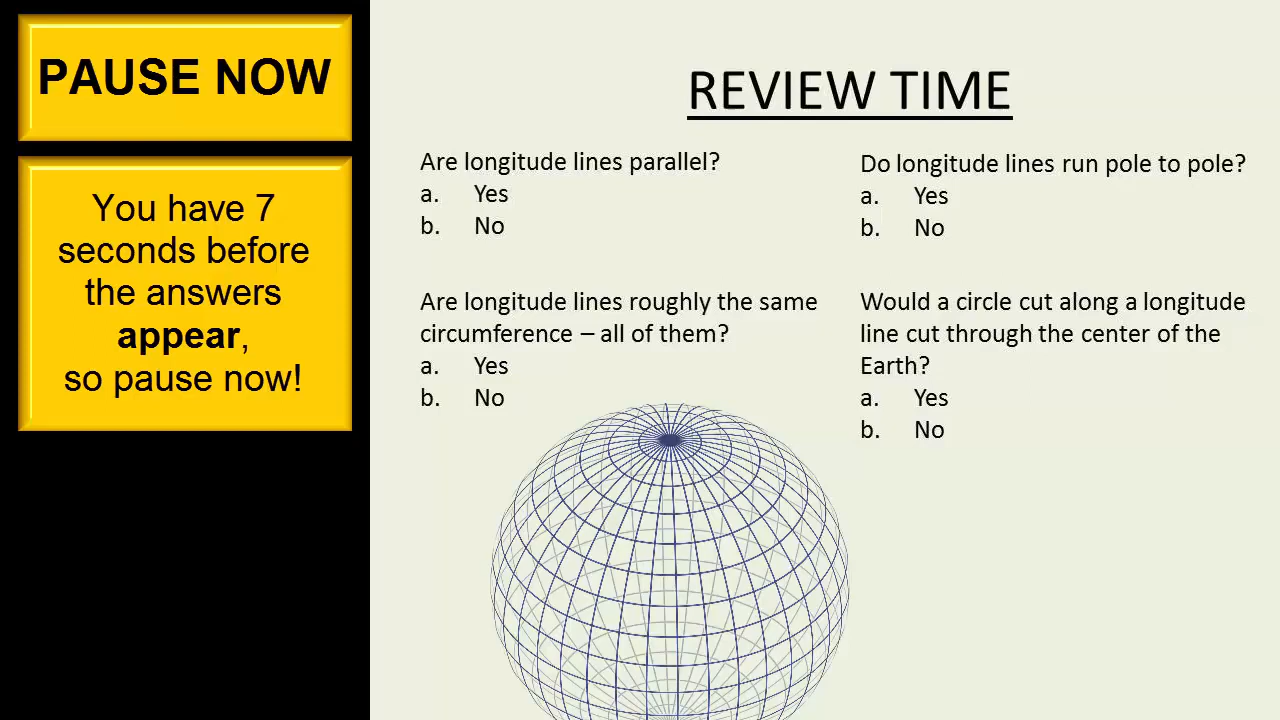 PAUSE NOW
You have 7
seconds before
the answers
appear,
so pause now!
REVIEW TIME
Are longitude lines parallel?
a. Yes
b. No
Are longitude lines roughly the same
circumference – all of them?
a. Yes
b. No
Do longitude lines run pole to pole?
a. Yes
b. No
Would a circle cut along a longitude
line cut through the center of the
Earth?
a. Yes
b. No